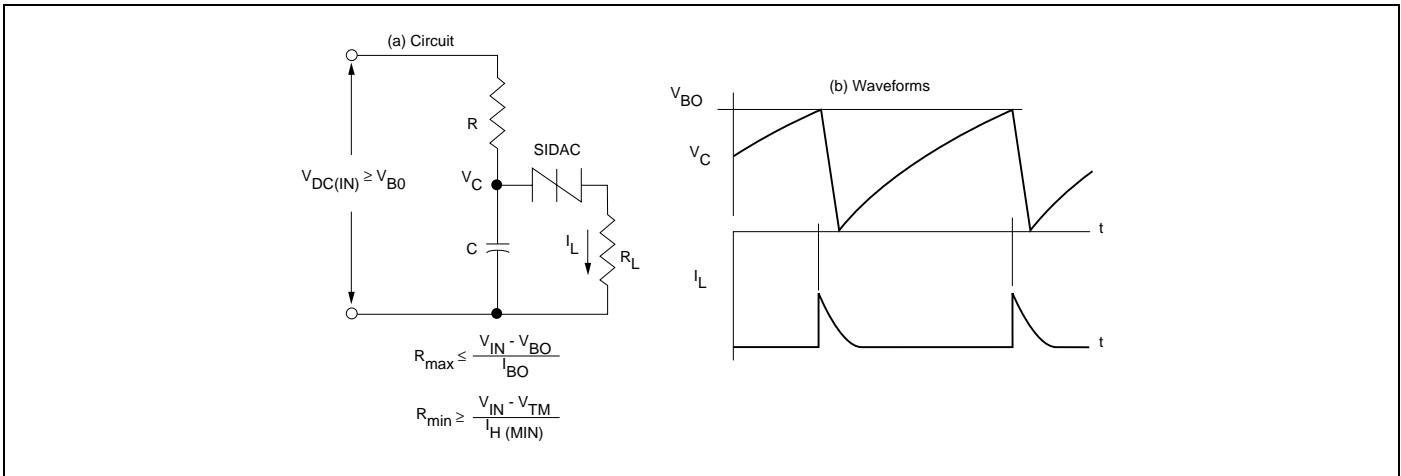 (a) Circuit
R
SIDAC
V_DC(IN) ≥ V_B0
V_C
C
I_L
R_L
R_max ≤ V_IN - V_BO / I_BO
R_min ≥ V_IN - V_TM / I_H (MIN)
(b) Waveforms
V_BO
V_C
t
I_L
t